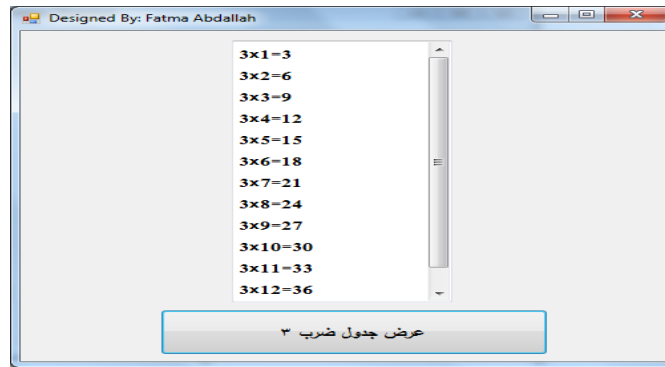 Designed By: Fatma Abdallah
3x1=3
3x2=6
3x3=9
3x4=12
3x5=15
3x6=18
3x7=21
3x8=24
3x9=27
3x10=30
3x11=33
3x12=36
عرض جدول ضرب ٣